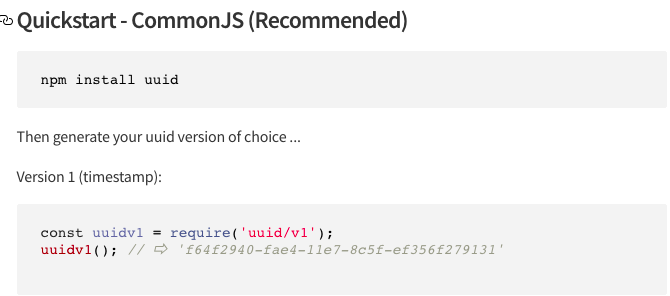 Quickstart - CommonJS (Recommended)
npm install uuid
Then generate your uuid version of choice ...
Version 1 (timestamp):
const uuidv1 = require('uuid/v1');
uuidv1(); // ⇨ 'f64f2940-fae4-11e7-8c5f-ef356f279131'